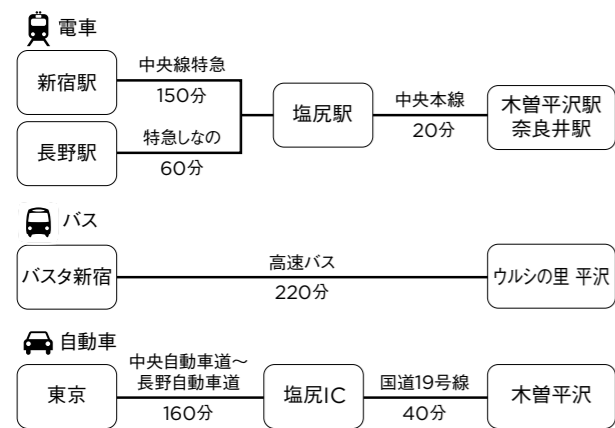 電車
新宿駅
中央線特急
150分
長野駅
特急しなの
60分
塩尻駅
中央本線
20分
木曽平沢駅
奈良井駅
バス
バスタ新宿
高速バス
220分
ウルシの里 平沢
自動車
東京
中央自動車道〜
長野自動車道
160分
塩尻IC
国道19号線
40分
木曽平沢